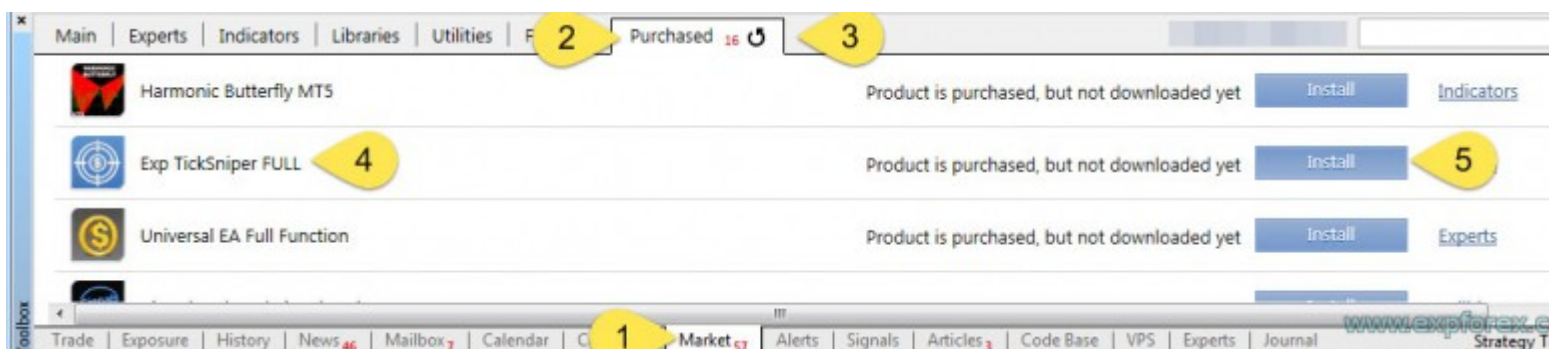 Main | Experts | Indicators | Libraries | Utilities | F 2 Purchased 16 3
HARMONIC BUTTERFLY
Harmonic Butterfly MT5 Product is purchased, but not downloaded yet Install Indicators
Exp TickSniper FULL 4 Product is purchased, but not downloaded yet Install 5
Universal EA Full Function Product is purchased, but not downloaded yet Install Experts
Toolbox
Trade | Exposure | History | News 46 | Mailbox 7 | Calendar | C 1 Market 57 | Alerts | Signals | Articles 3 | Code Base | VPS | Experts | Journal
www.expforex.c
Strategy T